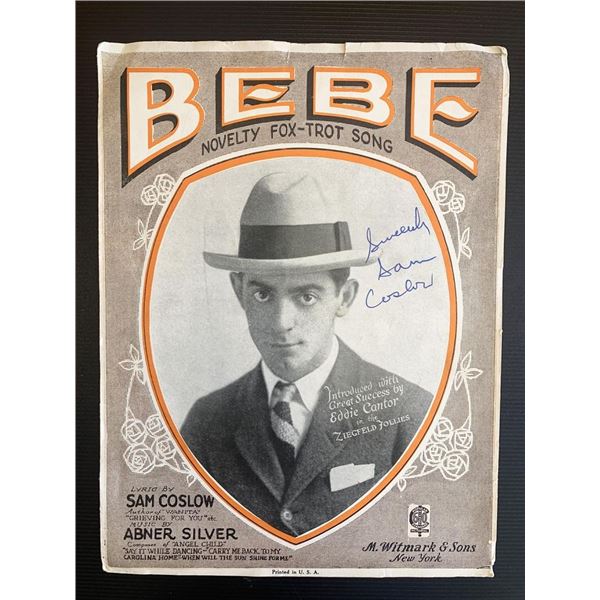 BEBE
NOVELTY FOX-TROT SONG
Sincerely
Sam
Coslow
Introduced with
Great Success by
Eddie Cantor
in the
ZIEGFELD FOLLIES
LYRIC BY
SAM COSLOW
Author of "WANITA"
"GRIEVING FOR YOU" etc.
MUSIC BY
ABNER SILVER
Composer of "ANGEL CHILD"
"SAY IT WHILE DANCING" "CARRY ME BACK TO MY
CAROLINA HOME" "WHEN WILL THE SUN SHINE FOR ME"
M. Witmark & Sons
New York
Printed in U. S. A.